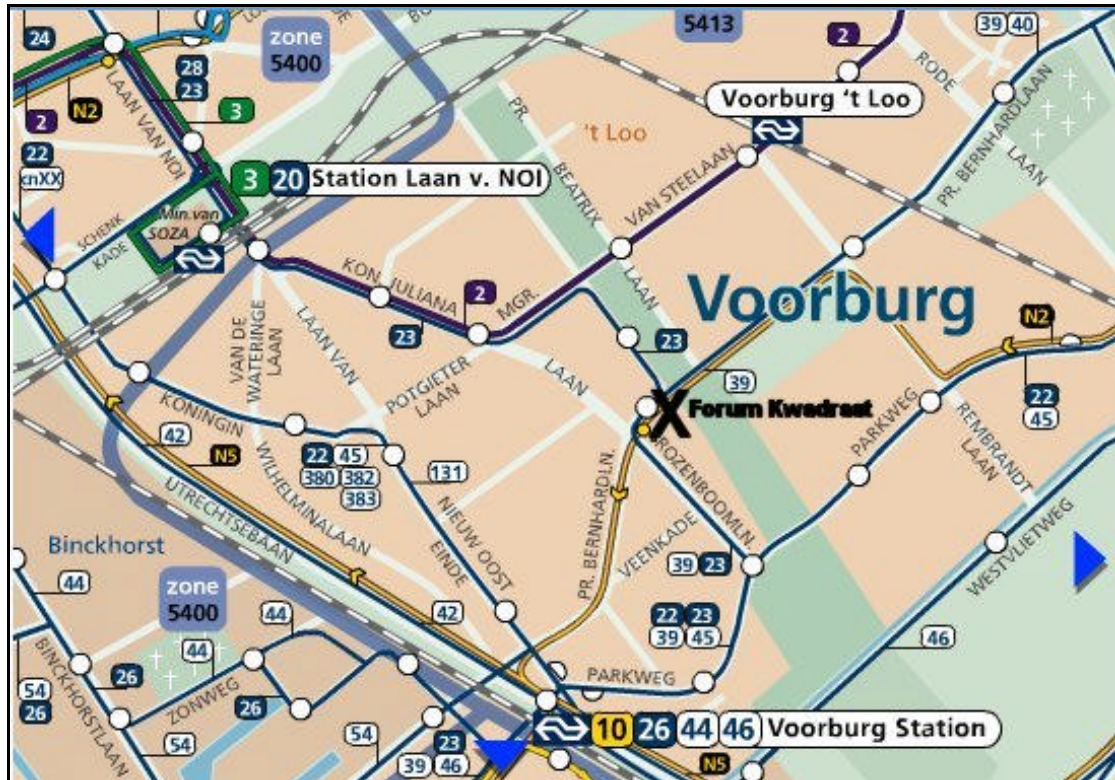 24
LAAN VAN NOI
N2
2
22
cnXX
28
23
3
zone
5400
5413
2
39 40
RODE
LAAN
PR. BERNHARDLAAN
Voorburg 't Loo
't Loo
PR.
BEATRIX
LAAN
VAN STEELAAN
3 20 Station Laan v. NOI
Min.van
SOZA
SCHENK
KADE
KON. JULIANA
2
MGR.
23
VAN DE
WATERINGE
LAAN
LAAN VAN
POTGIETER
LAAN
LAAN
23
Voorburg
N2
39
Forum Kwadraat
22
45
PARKWEG
REMBRANDT
LAAN
KONINGIN
WILHELMINALAAN
42
N5
22 45
380 382
383
131
UTRECHTSEBAAN
NIEUW OOST
EINDE
PR. BERNHARDLN.
ROZENBOOMLN.
VEENKADE
39 23
WESTVLIETWEG
Binckhorst
44
zone
5400
44
44
42
22 23
39 45
46
BINCKHORSTLAAN
54
26
26
ZONWEG
26
54
PARKWEG
10 26 44 46 Voorburg Station
54
23
39 46
N5